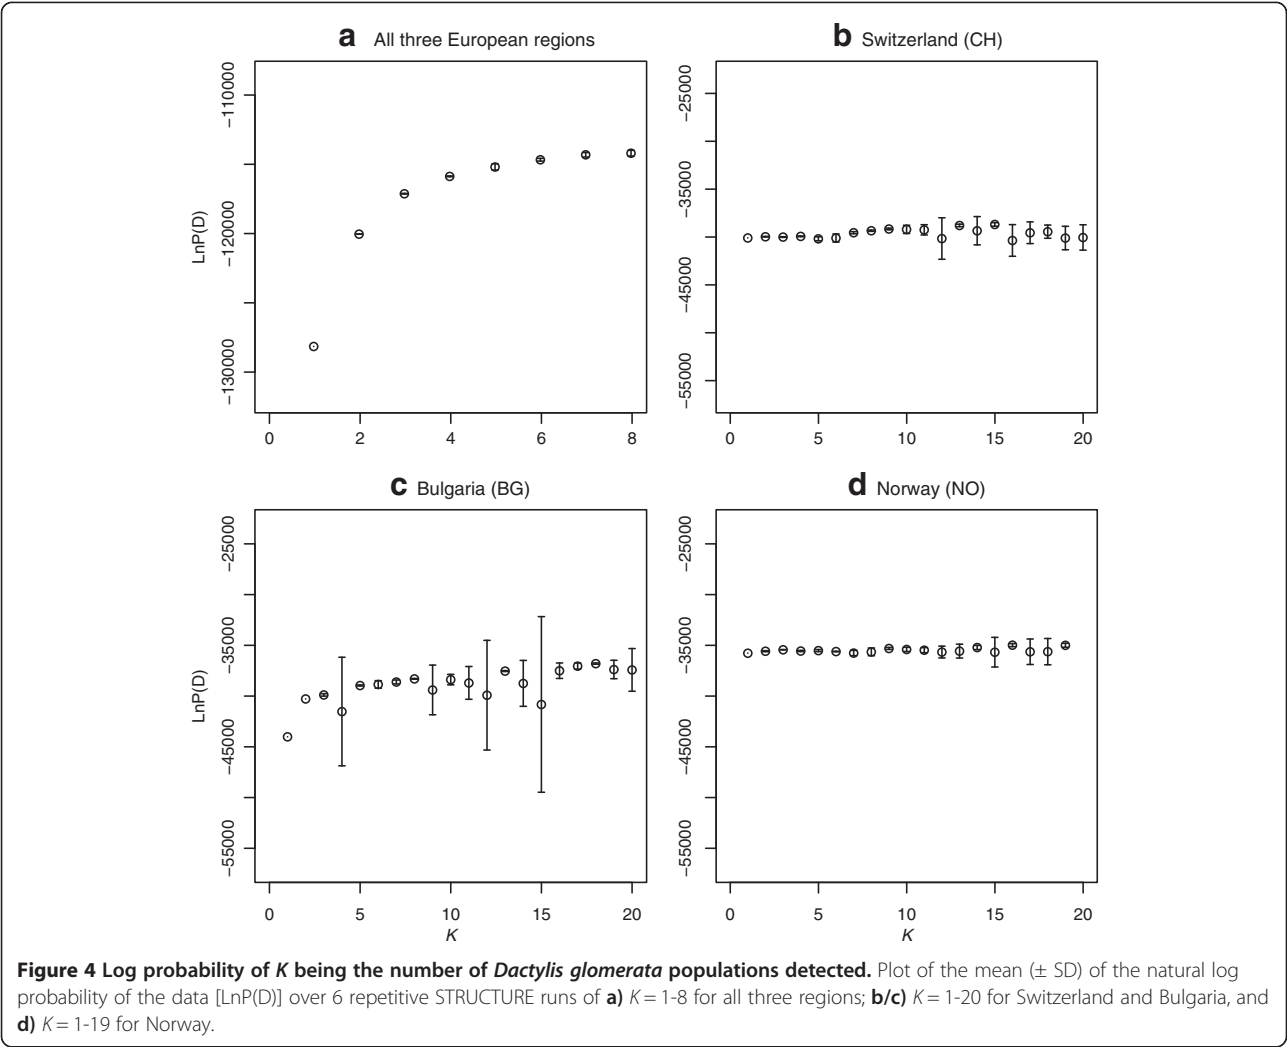 a All three European regions
b Switzerland (CH)
LnP(D)
−110000
−120000
−130000
0 2 4 6 8
−25000
−35000
−45000
−55000
0 5 10 15 20
c Bulgaria (BG)
d Norway (NO)
LnP(D)
−25000
−35000
−45000
−55000
0 5 10 15 20
K
−25000
−35000
−45000
−55000
0 5 10 15 20
K
Figure 4 Log probability of K being the number of Dactylis glomerata populations detected. Plot of the mean (± SD) of the natural log
probability of the data [LnP(D)] over 6 repetitive STRUCTURE runs of a) K = 1-8 for all three regions; b/c) K = 1-20 for Switzerland and Bulgaria, and
d) K = 1-19 for Norway.